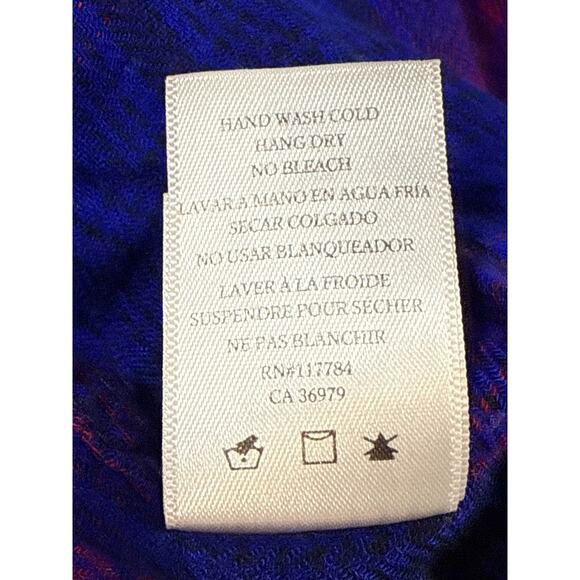 HAND WASH COLD
HANG DRY
NO BLEACH
LAVAR A MANO EN AGUA FRIA
SECAR COLGADO
NO USAR BLANQUEADOR
LAVER À LA FROIDE
SUSPENDRE POUR SÉCHER
NE PAS BLANCHIR
RN#117784
CA 36979